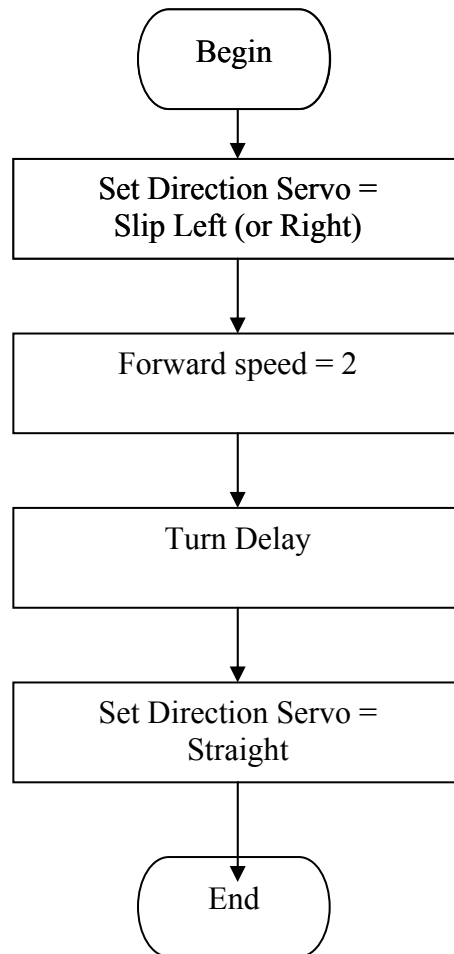 Begin
Set Direction Servo =
Slip Left (or Right)
Forward speed = 2
Turn Delay
Set Direction Servo =
Straight
End